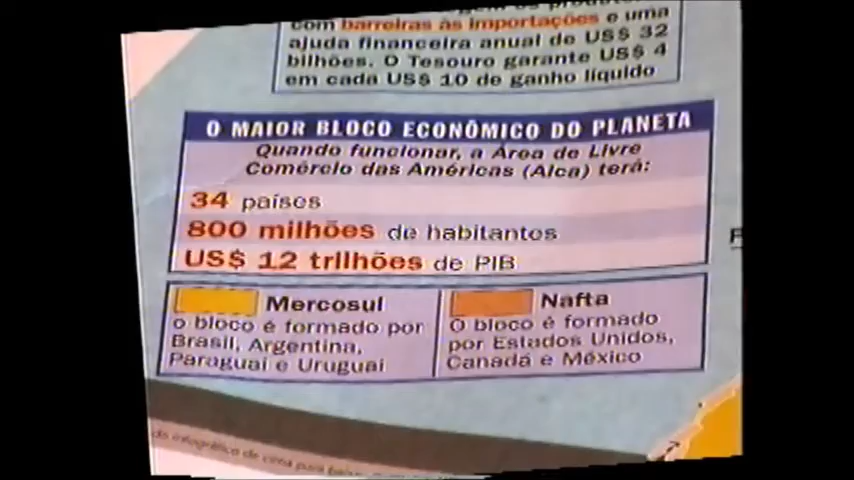 com barreiras às importações e uma
ajuda financeira anual de US$ 32
bilhões. O Tesouro garante US$ 4
em cada US$ 10 de ganho líquido
O MAIOR BLOCO ECONÔMICO DO PLANETA
Quando funcionar, a Área de Livre
Comércio das Américas (Alca) terá:
34 países
800 milhões de habitantes
US$ 12 trilhões de PIB
Mercosul
o bloco é formado por
Brasil, Argentina,
Paraguai e Uruguai
Nafta
O bloco é formado
por Estados Unidos,
Canadá e México